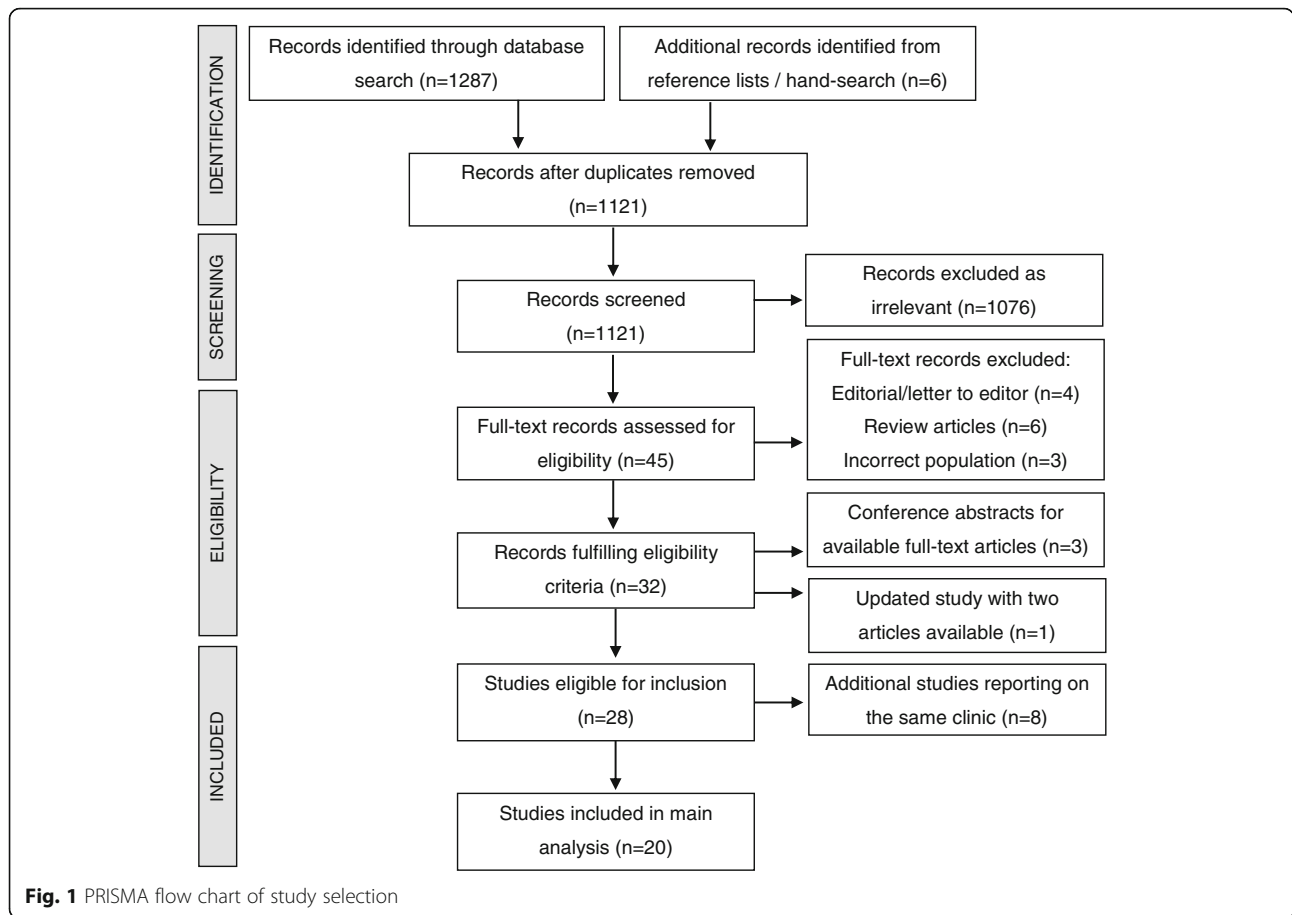 IDENTIFICATION
Records identified through database
search (n=1287)
Additional records identified from
reference lists / hand-search (n=6)
Records after duplicates removed
(n=1121)
SCREENING
Records screened
(n=1121)
Records excluded as
irrelevant (n=1076)
ELIGIBILITY
Full-text records assessed for
eligibility (n=45)
Full-text records excluded:
Editorial/letter to editor (n=4)
Review articles (n=6)
Incorrect population (n=3)
Records fulfilling eligibility
criteria (n=32)
Conference abstracts for
available full-text articles (n=3)
Updated study with two
articles available (n=1)
INCLUDED
Studies eligible for inclusion
(n=28)
Additional studies reporting on
the same clinic (n=8)
Studies included in main
analysis (n=20)
Fig. 1 PRISMA flow chart of study selection